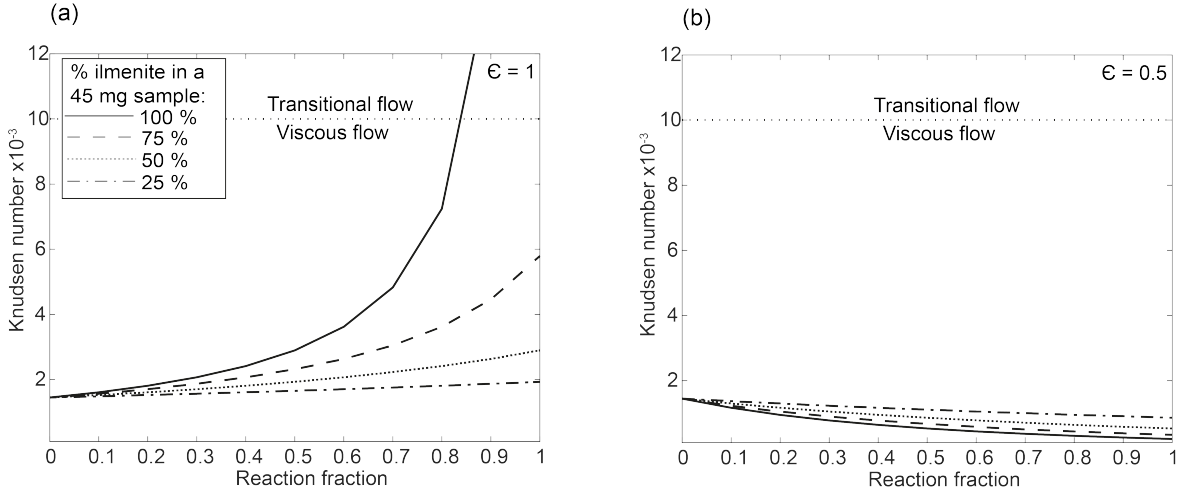 (a)
12
10
8
6
4
2
Knudsen number x10⁻³
% ilmenite in a
45 mg sample:
100 %
75 %
50 %
25 %
Є = 1
Transitional flow
Viscous flow
0 0.1 0.2 0.3 0.4 0.5 0.6 0.7 0.8 0.9 1
Reaction fraction
(b)
12
10
8
6
4
2
Knudsen number x10⁻³
Є = 0.5
Transitional flow
Viscous flow
0 0.1 0.2 0.3 0.4 0.5 0.6 0.7 0.8 0.9 1
Reaction fraction